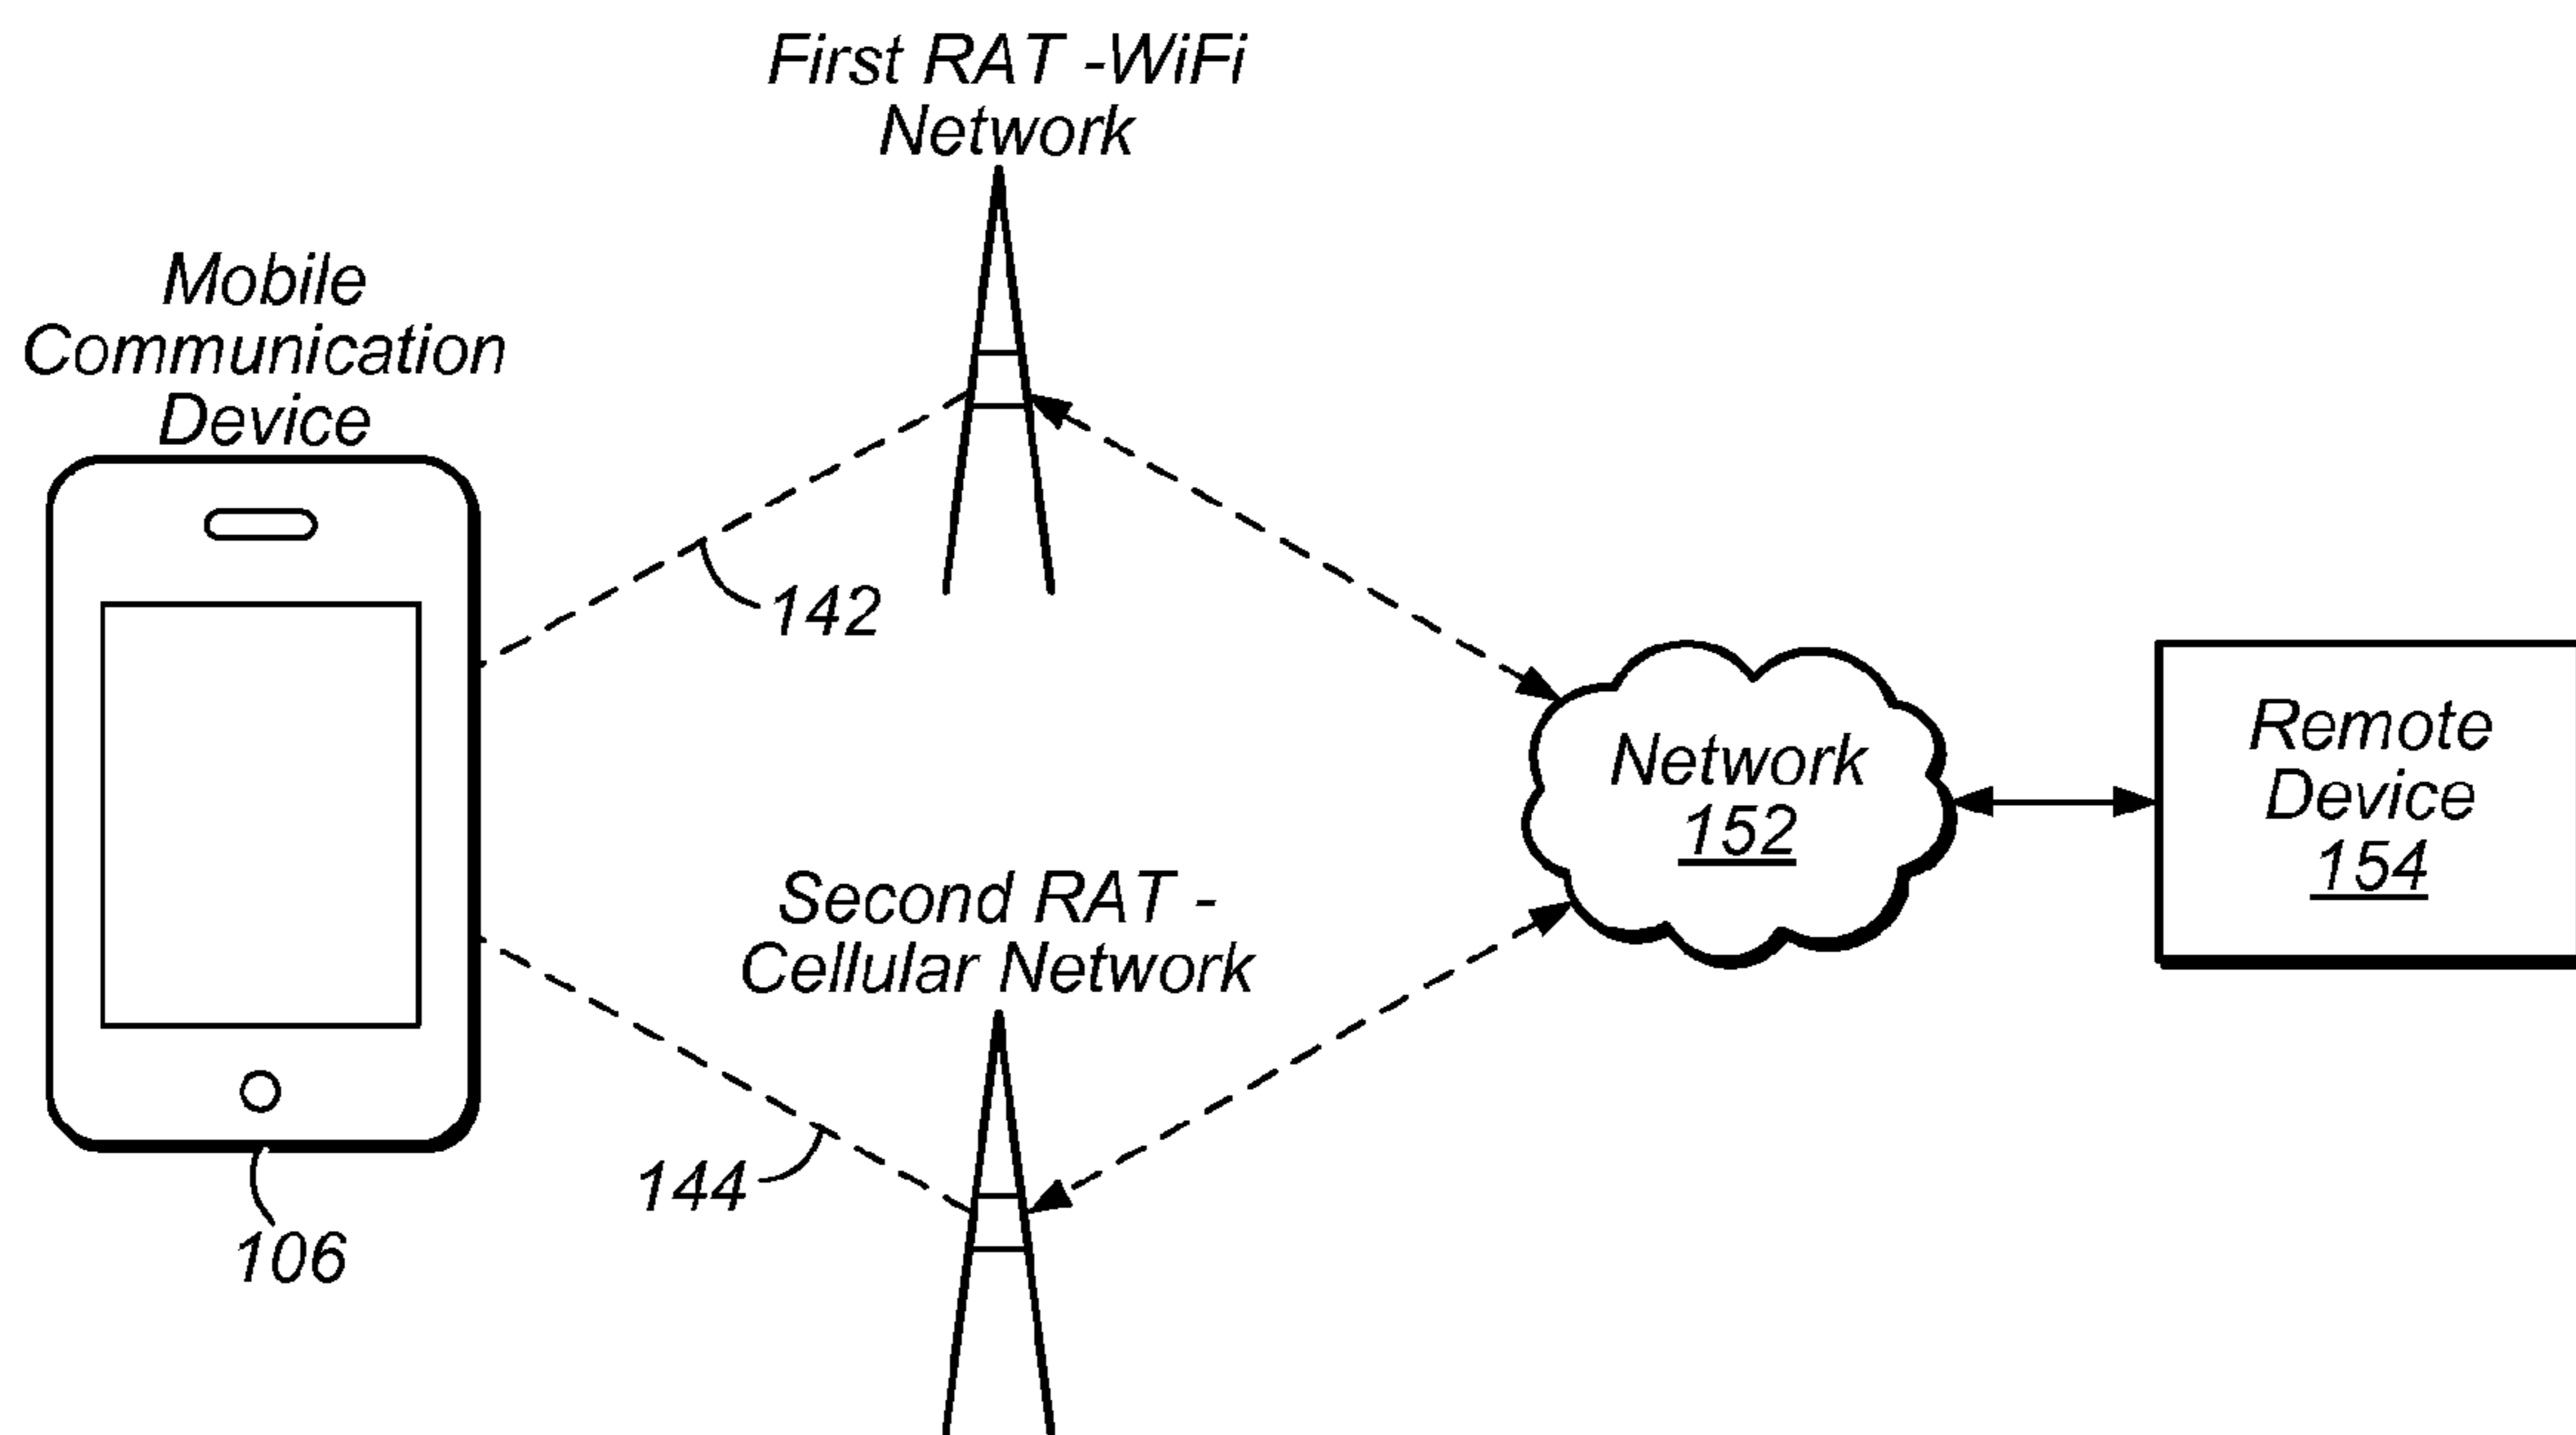 First RAT -WiFi
Network
Mobile
Communication
Device
142
Network
152
Remote
Device
154
Second RAT -
Cellular Network
144
106